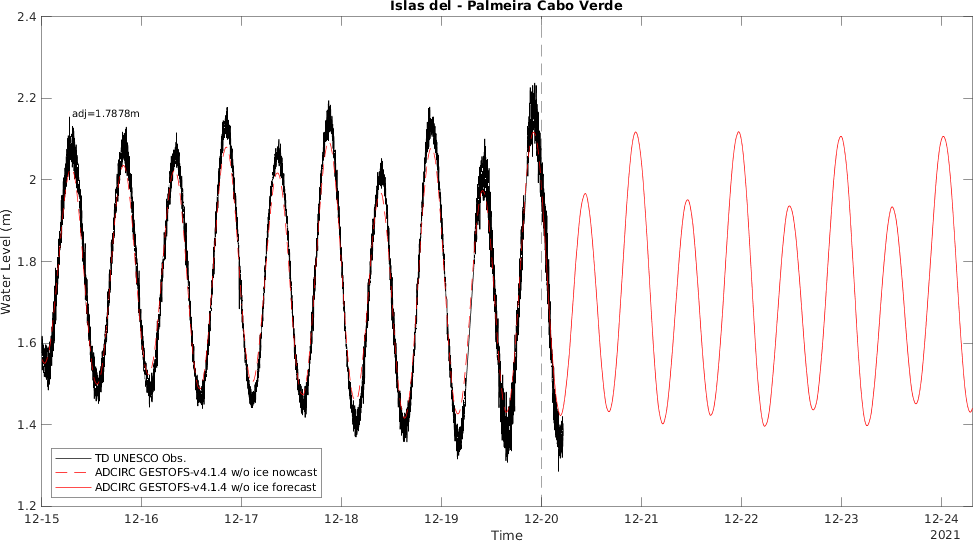 Islas del - Palmeira Cabo Verde
2.4
2.2
2
1.8
1.6
1.4
1.2
Water Level (m)
adj=1.7878m
TD UNESCO Obs.
ADCIRC GESTOFS-v4.1.4 w/o ice nowcast
ADCIRC GESTOFS-v4.1.4 w/o ice forecast
12-15 12-16 12-17 12-18 12-19 12-20 12-21 12-22 12-23 12-24
Time
2021